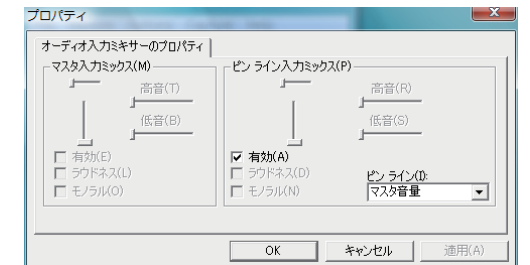 プロパティ
オーディオ入力ミキサーのプロパティ
マスタ入力ミックス(M)
高音(T)
低音(B)
有効(E)
ラウドネス(L)
モノラル(O)
ピン ライン入力ミックス(P)
高音(R)
低音(S)
有効(A)
ラウドネス(D)
モノラル(N)
ピン ライン(I):
マスタ音量
OK
キャンセル
適用(A)